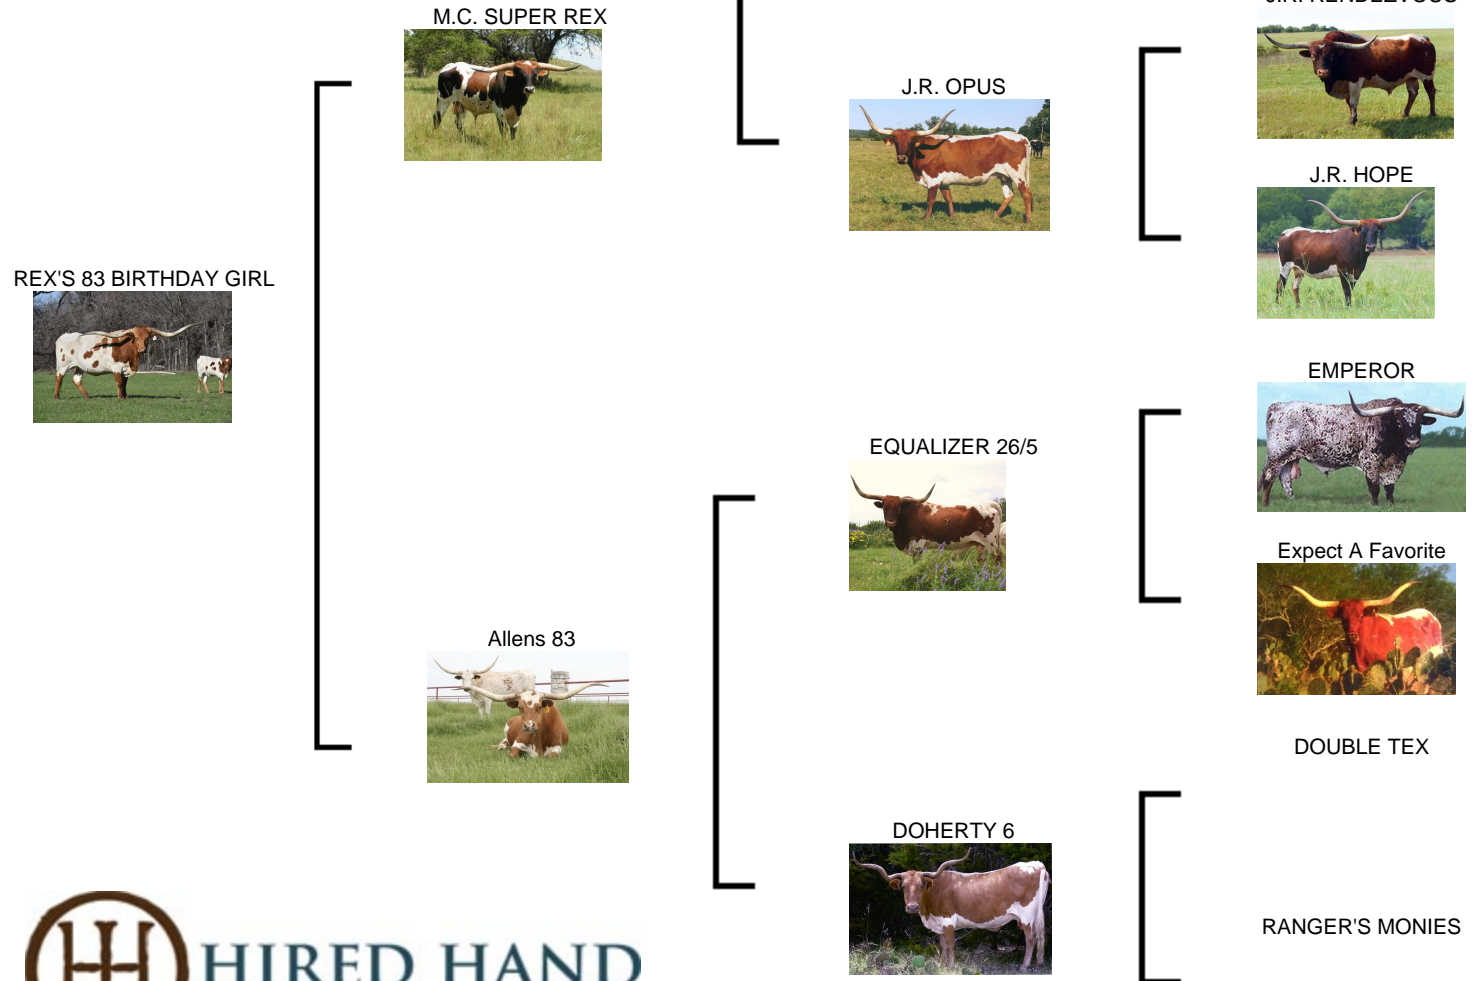 M.C. SUPER REX
J.R. OPUS
J.R. HOPE
REX'S 83 BIRTHDAY GIRL
EMPEROR
EQUALIZER 26/5
Expect A Favorite
Allens 83
DOUBLE TEX
DOHERTY 6
RANGER'S MONIES
HIRED HAND